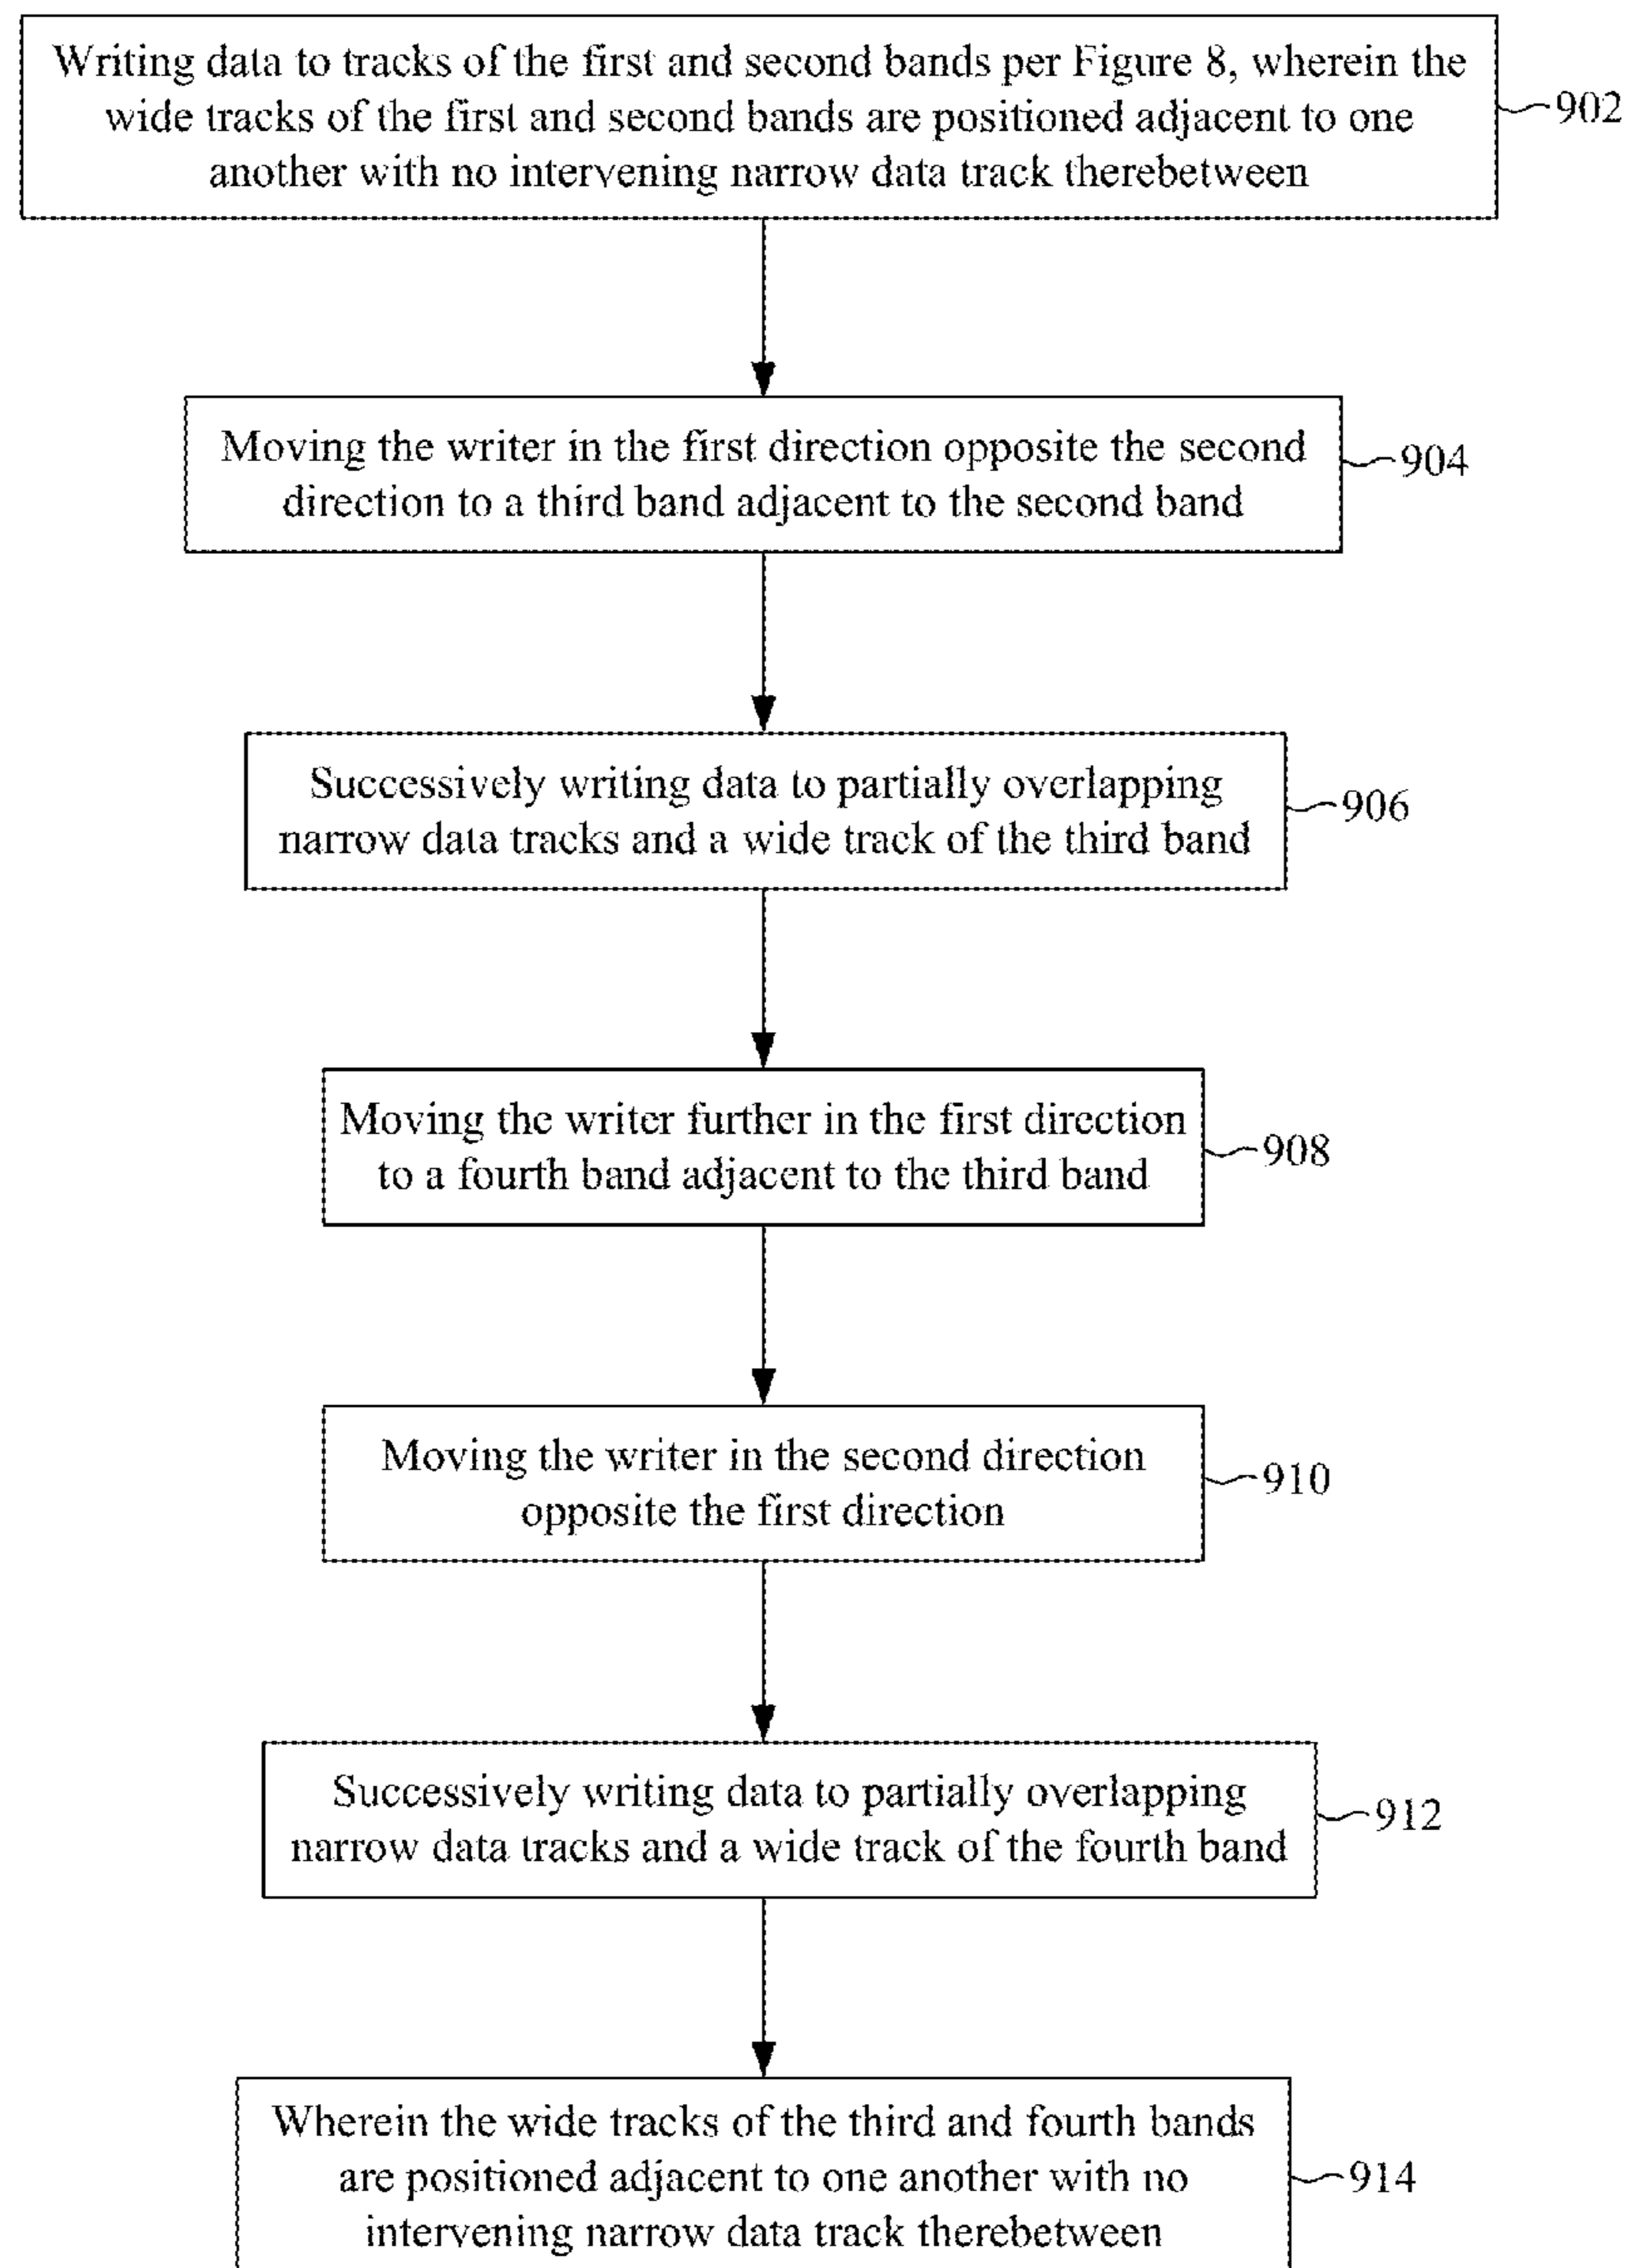 Writing data to tracks of the first and second bands per Figure 8, wherein the
wide tracks of the first and second bands are positioned adjacent to one
another with no intervening narrow data track therebetween
902
Moving the writer in the first direction opposite the second
direction to a third band adjacent to the second band
904
Successively writing data to partially overlapping
narrow data tracks and a wide track of the third band
906
Moving the writer further in the first direction
to a fourth band adjacent to the third band
908
Moving the writer in the second direction
opposite the first direction
910
Successively writing data to partially overlapping
narrow data tracks and a wide track of the fourth band
912
Wherein the wide tracks of the third and fourth bands
are positioned adjacent to one another with no
intervening narrow data track therebetween
914